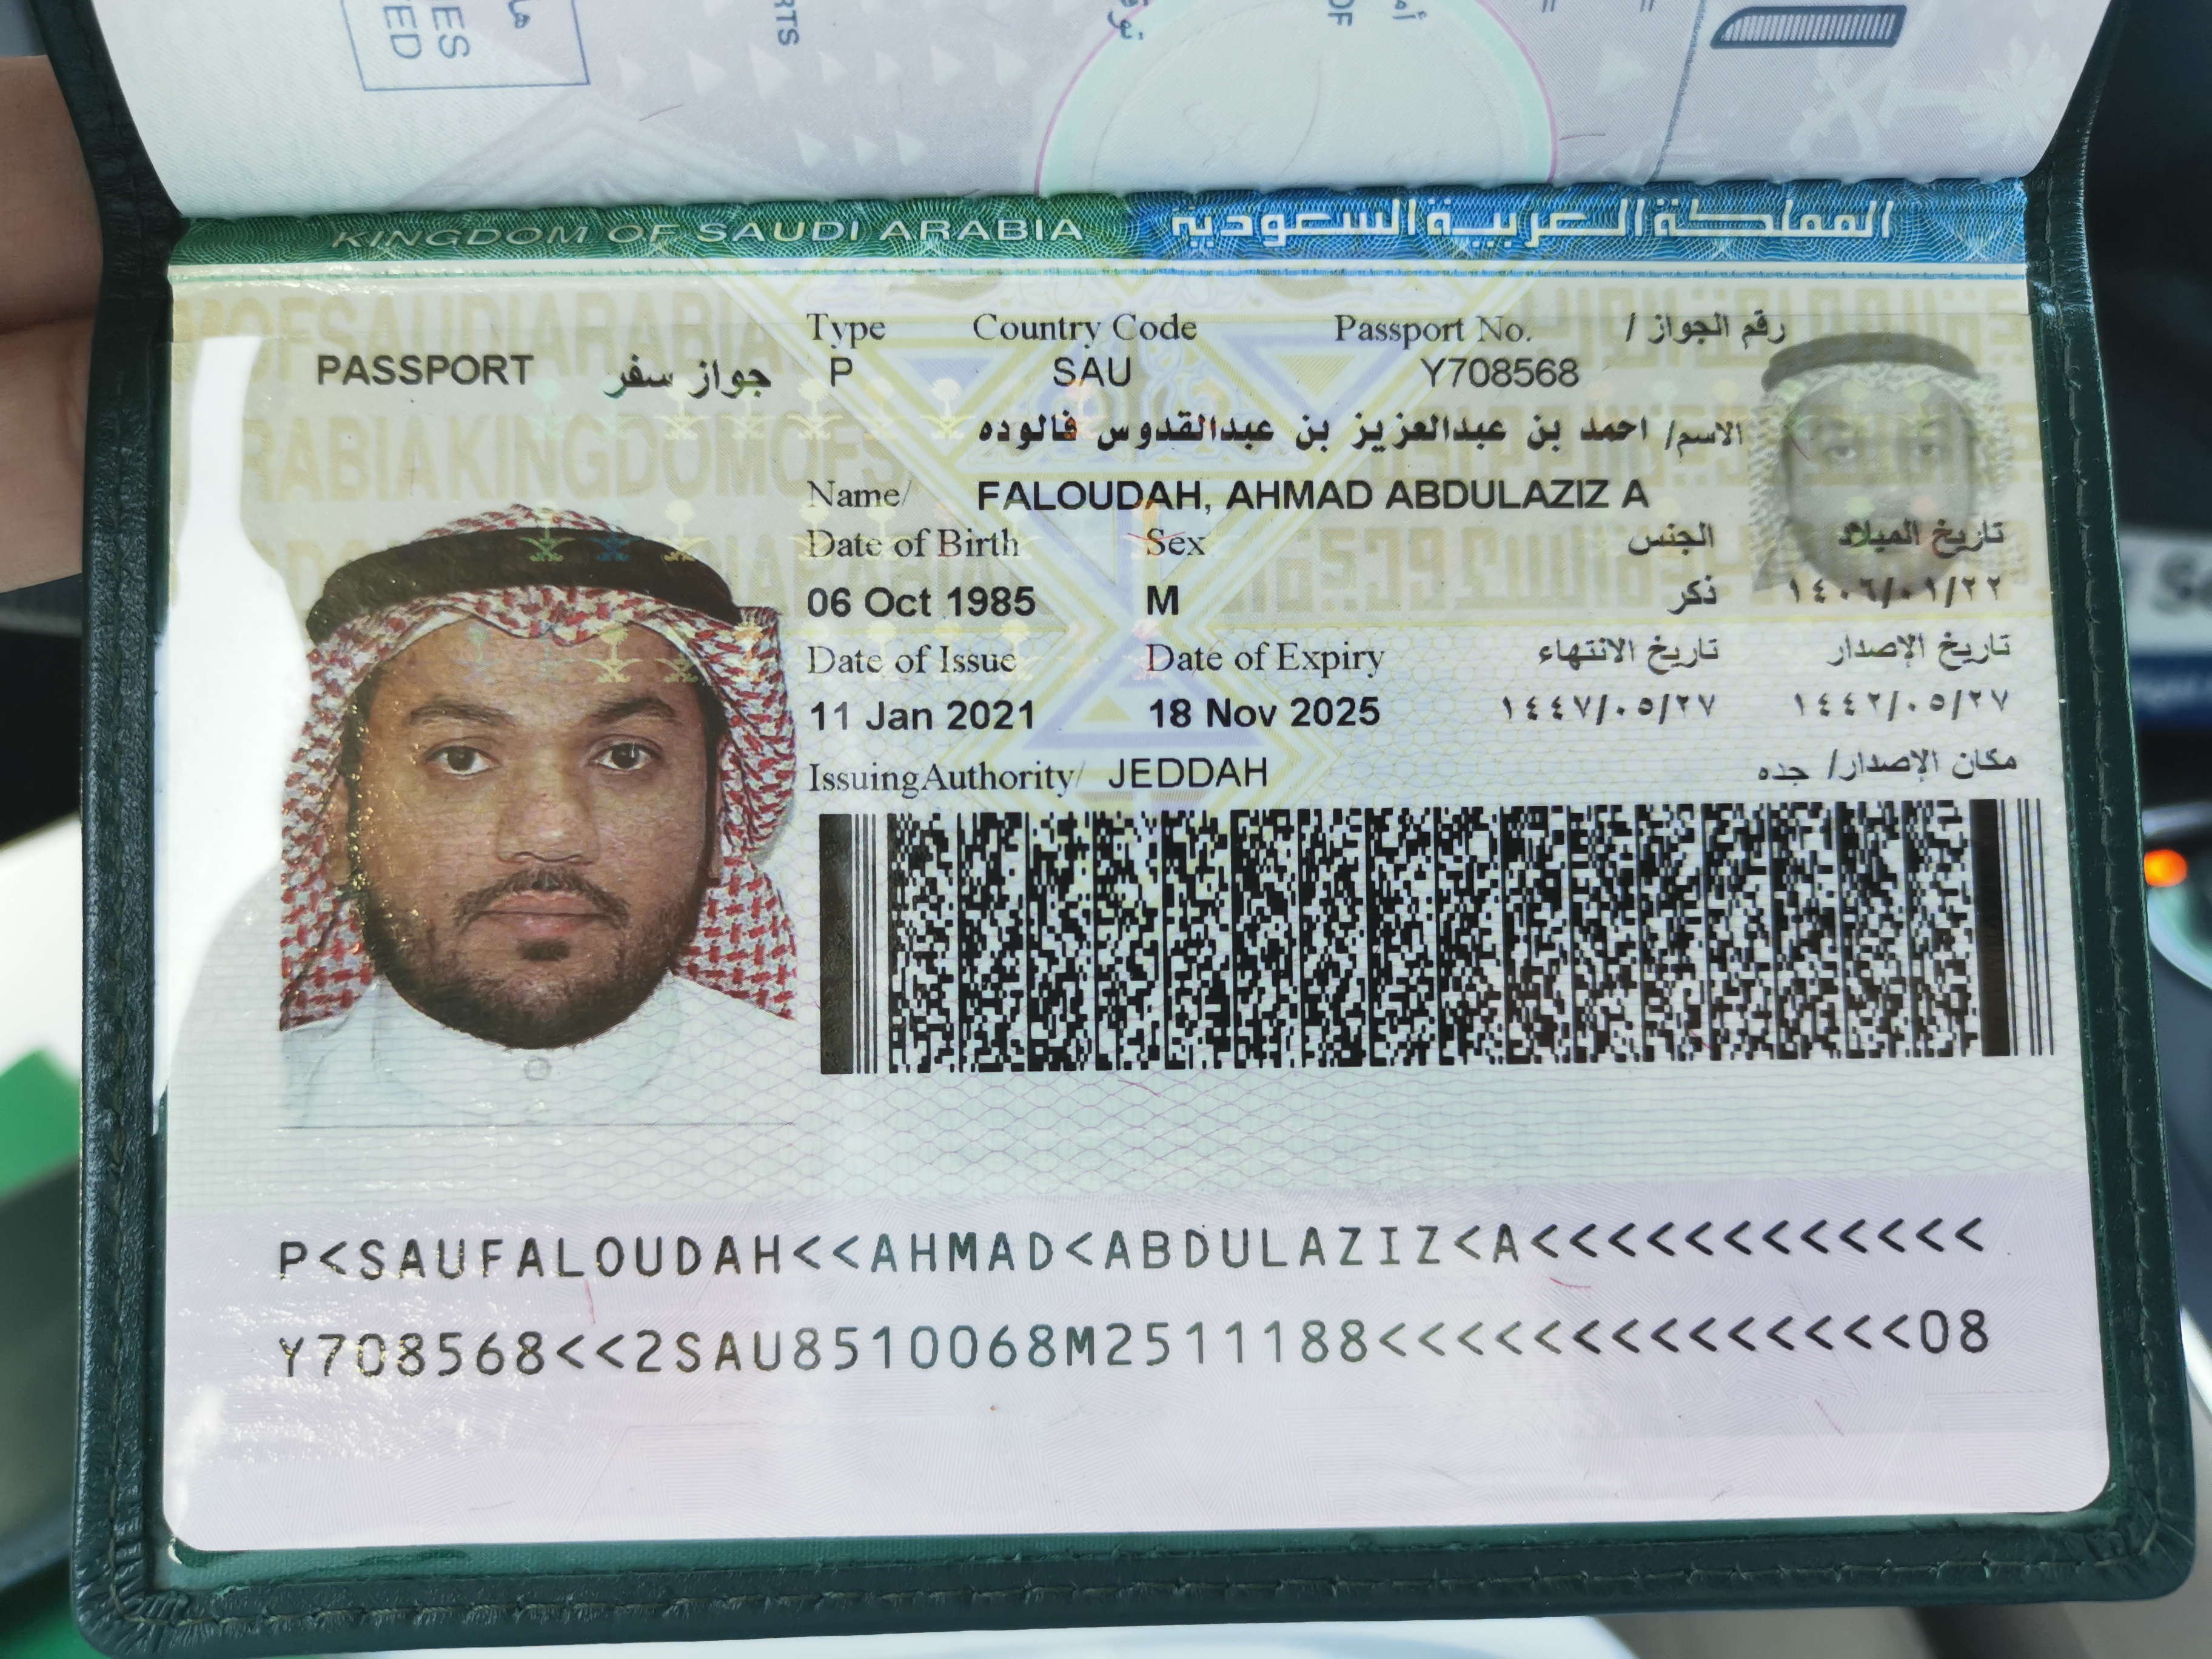 ES
ED
RTS
OF
KINGDOM OF SAUDI ARABIA المملكة العربية السعودية
PASSPORT جواز سفر
Type Country Code Passport No. / رقم الجواز
P SAU Y708568
الاسم/ احمد بن عبدالعزيز بن عبدالقدوس فالوده
Name/ FALOUDAH, AHMAD ABDULAZIZ A
Date of Birth Sex الجنس تاريخ الميلاد
06 Oct 1985 M ذكر ١٤٠٦/٠١/٢٢
Date of Issue Date of Expiry تاريخ الانتهاء تاريخ الإصدار
11 Jan 2021 18 Nov 2025 ١٤٤٧/٠٥/٢٧ ١٤٤٢/٠٥/٢٧
IssuingAuthority/ JEDDAH مكان الإصدار/ جده
P<SAUFALOUDAH<<AHMAD<ABDULAZIZ<A<<<<<<<<<<<<
Y708568<<2SAU8510068M2511188<<<<<<<<<<<<<<08